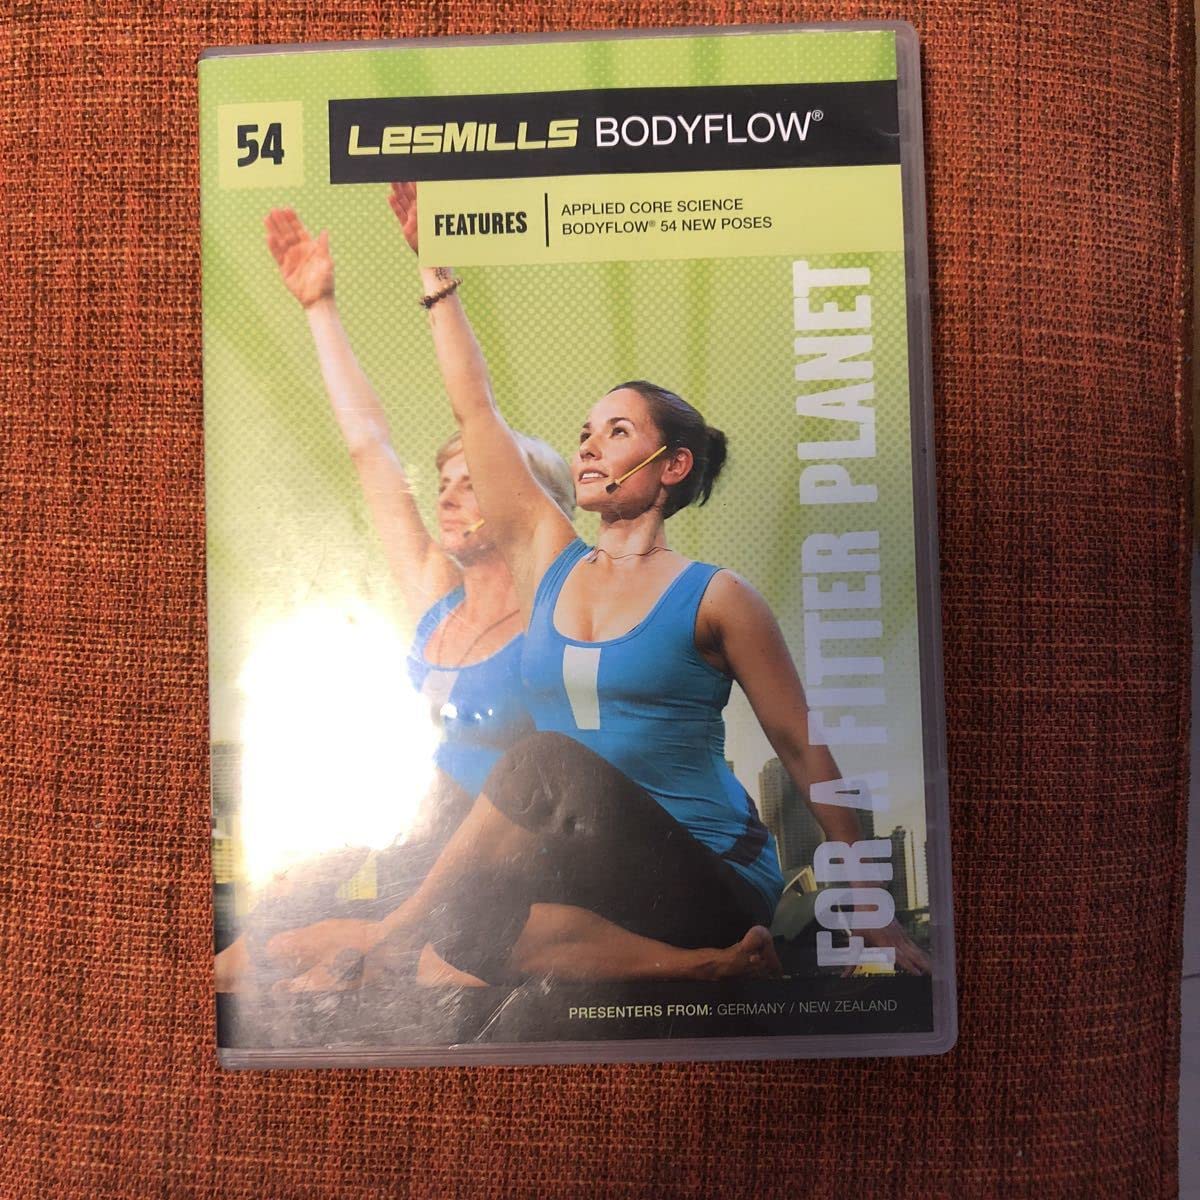 54
LesMILLS BODYFLOW®
FEATURES
APPLIED CORE SCIENCE
BODYFLOW® 54 NEW POSES
FOR A FITTER PLANET
PRESENTERS FROM: GERMANY / NEW ZEALAND